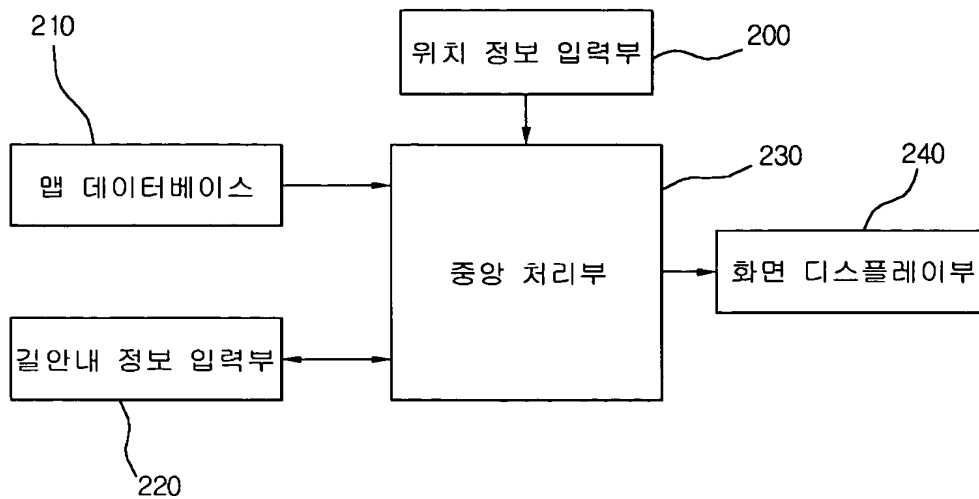 210
위치 정보 입력부
200
맵 데이터베이스
230
240
중앙 처리부
화면 디스플레이부
길안내 정보 입력부
220